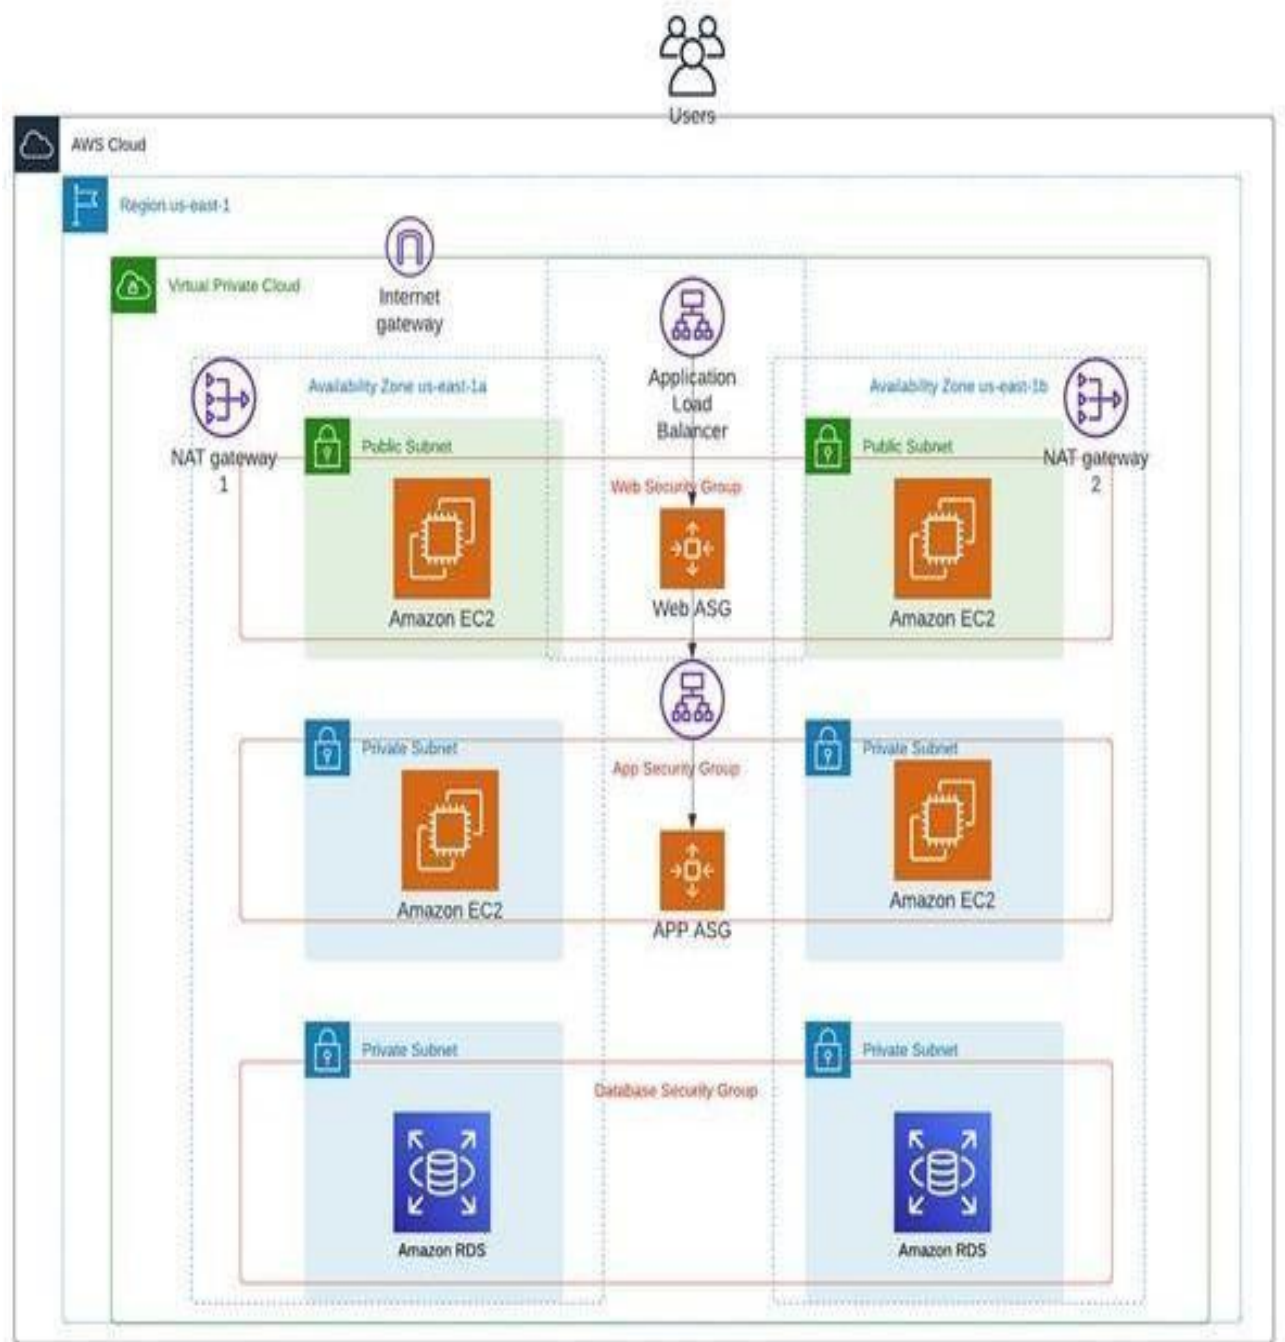 Users
AWS Cloud
Region us-east-1
Virtual Private Cloud
Internet
gateway
Application
Load
Balancer
Availability Zone us-east-1a
Availability Zone us-east-1b
NAT gateway
1
Public Subnet
Public Subnet
NAT gateway
2
Web Security Group
Amazon EC2
Web ASG
Amazon EC2
Private Subnet
Private Subnet
App Security Group
Amazon EC2
APP ASG
Amazon EC2
Private Subnet
Private Subnet
Database Security Group
Amazon RDS
Amazon RDS